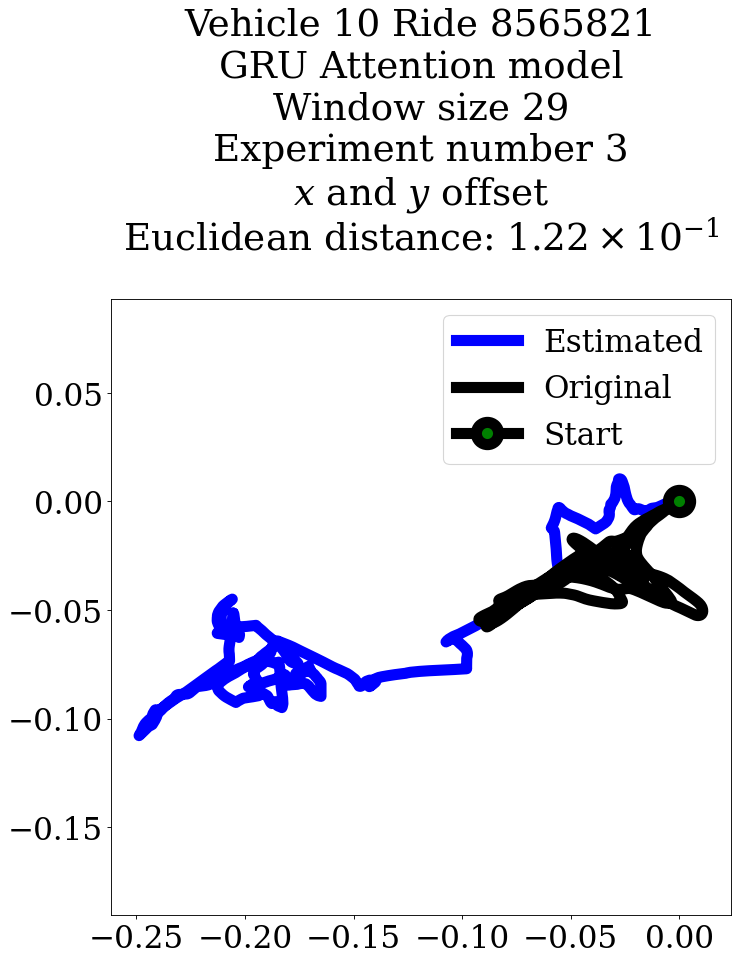 Vehicle 10 Ride 8565821
GRU Attention model
Window size 29
Experiment number 3
x and y offset
Euclidean distance: 1.22 × 10⁻¹
Estimated
Original
Start
0.05
0.00
−0.05
−0.10
−0.15
−0.25 −0.20 −0.15 −0.10 −0.05 0.00